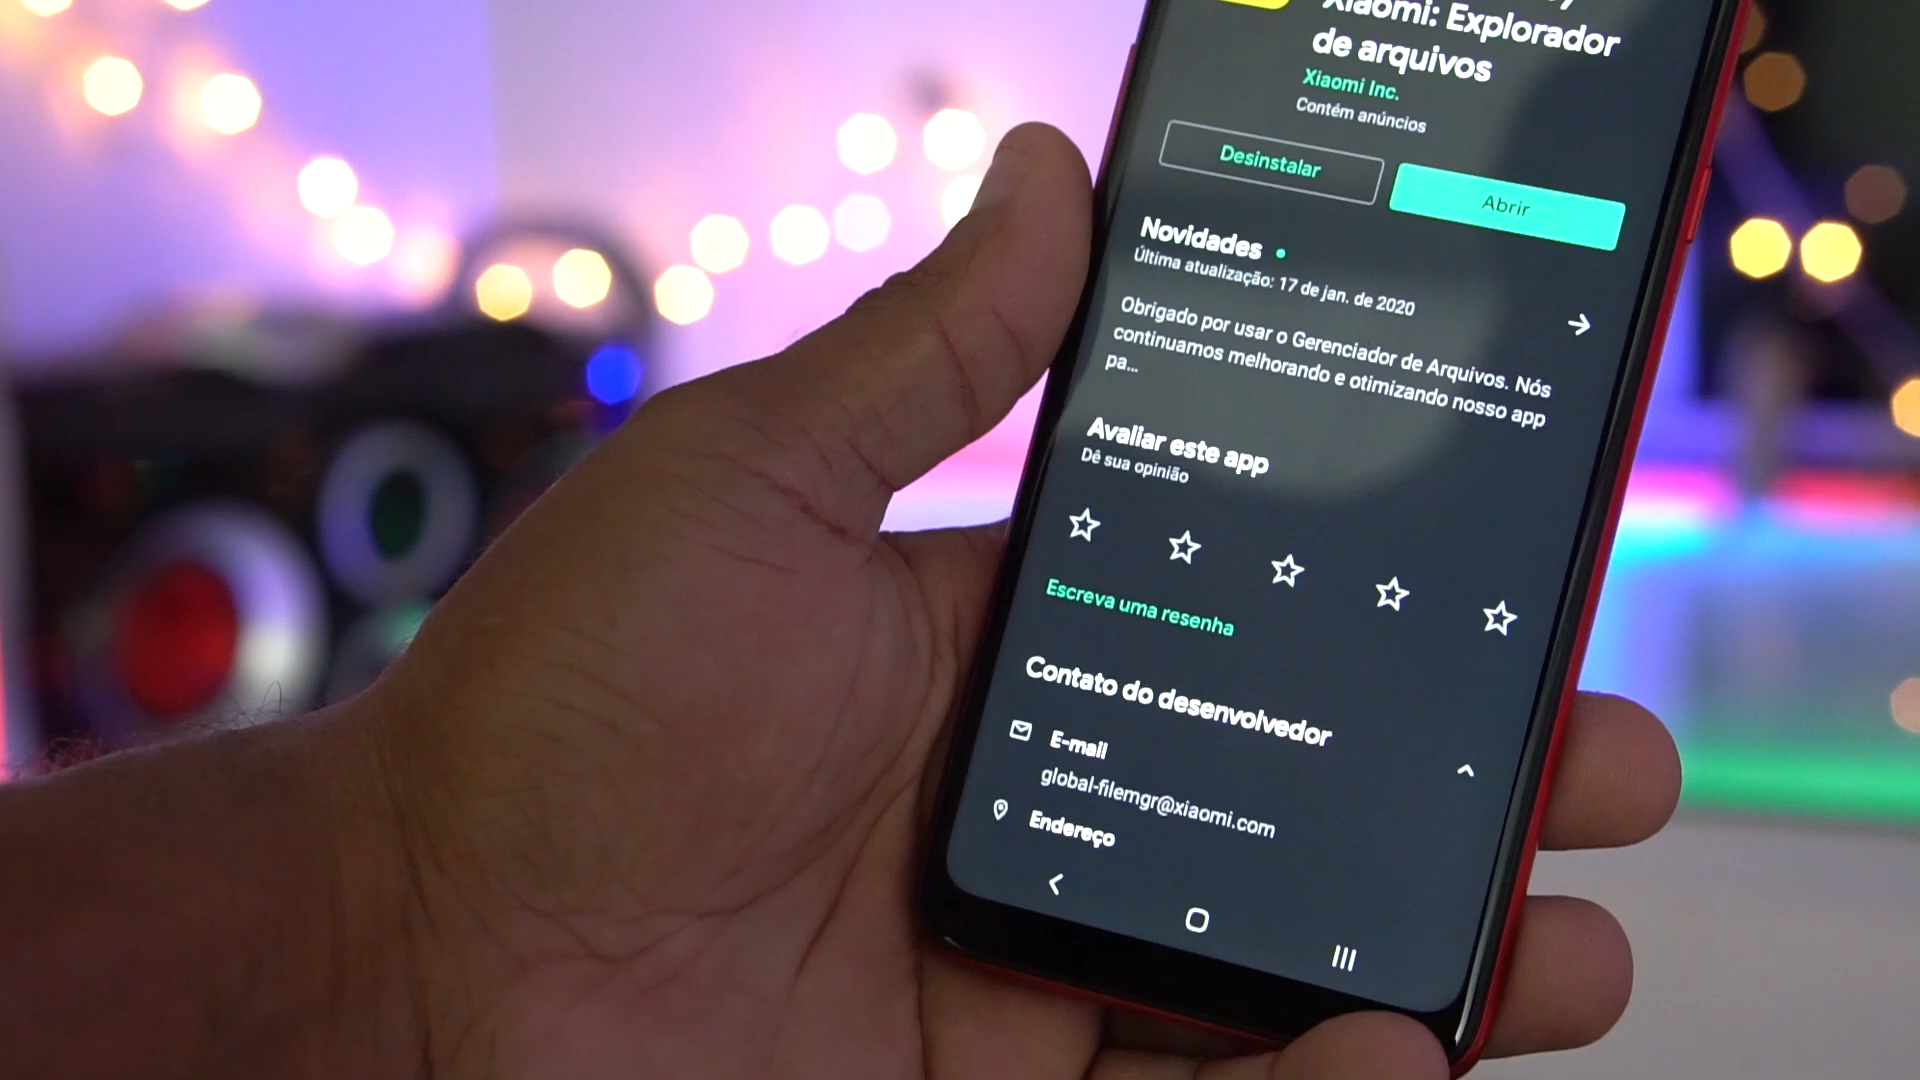 Xiaomi: Explorador
de arquivos
Xiaomi Inc.
Contém anúncios
Desinstalar
Abrir
Novidades
Última atualização: 17 de jan. de 2020
Obrigado por usar o Gerenciador de Arquivos. Nós
continuamos melhorando e otimizando nosso app
pa...
Avaliar este app
Dê sua opinião
Escreva uma resenha
Contato do desenvolvedor
E-mail
global-filemgr@xiaomi.com
Endereço